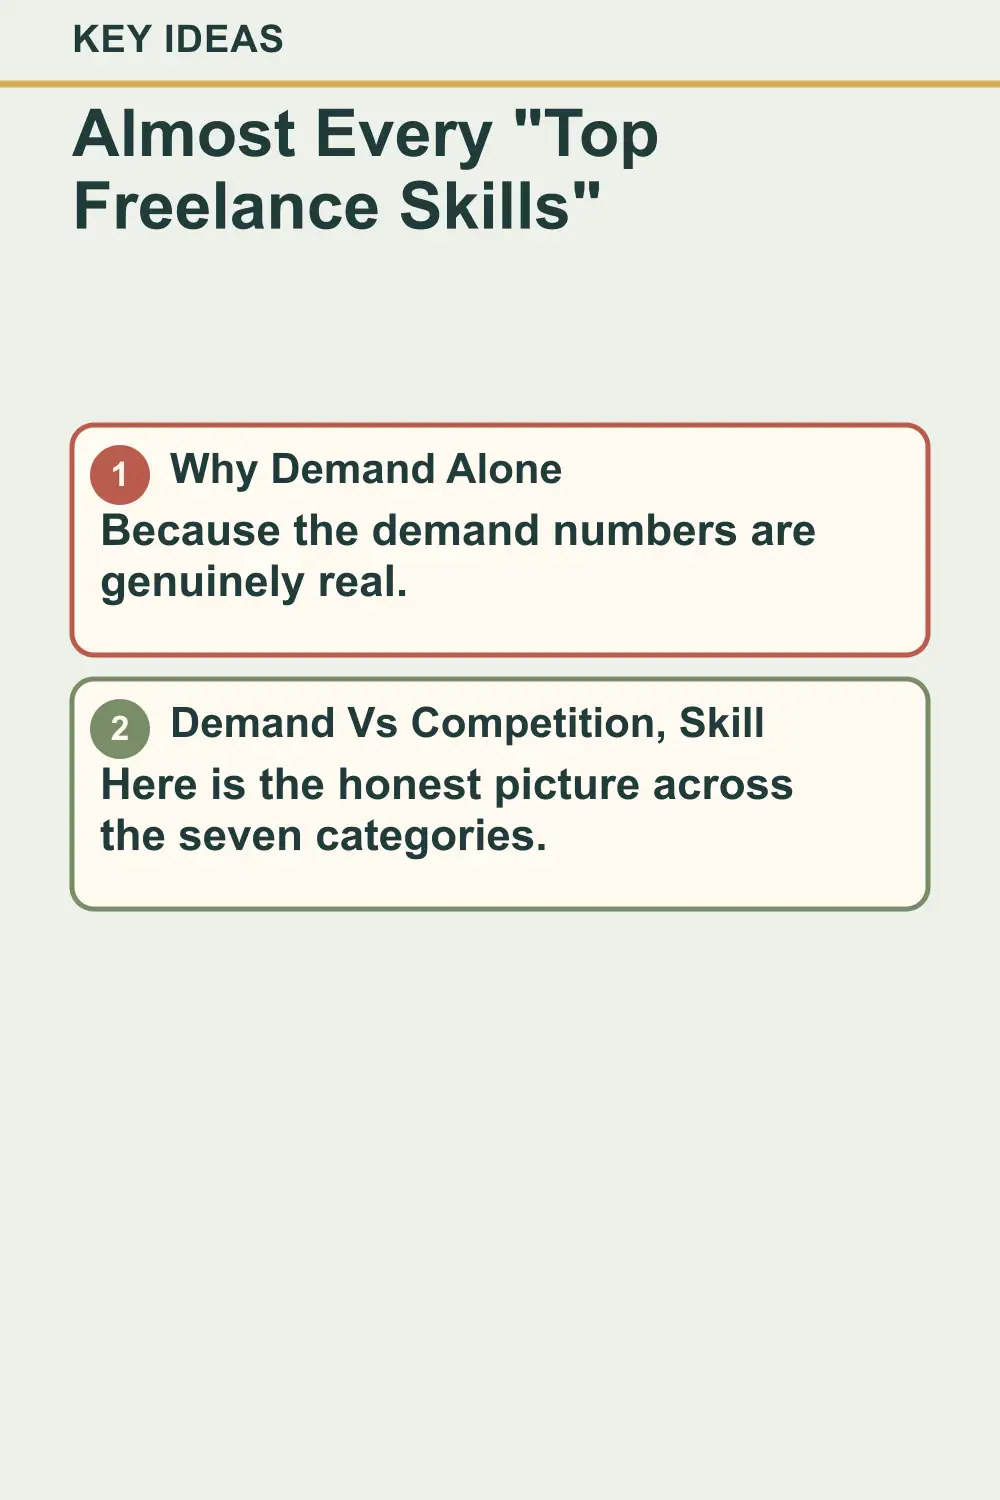 KEY IDEAS
Almost Every "Top
Freelance Skills"
1 Why Demand Alone
Because the demand numbers are
genuinely real.
2 Demand Vs Competition, Skill
Here is the honest picture across
the seven categories.